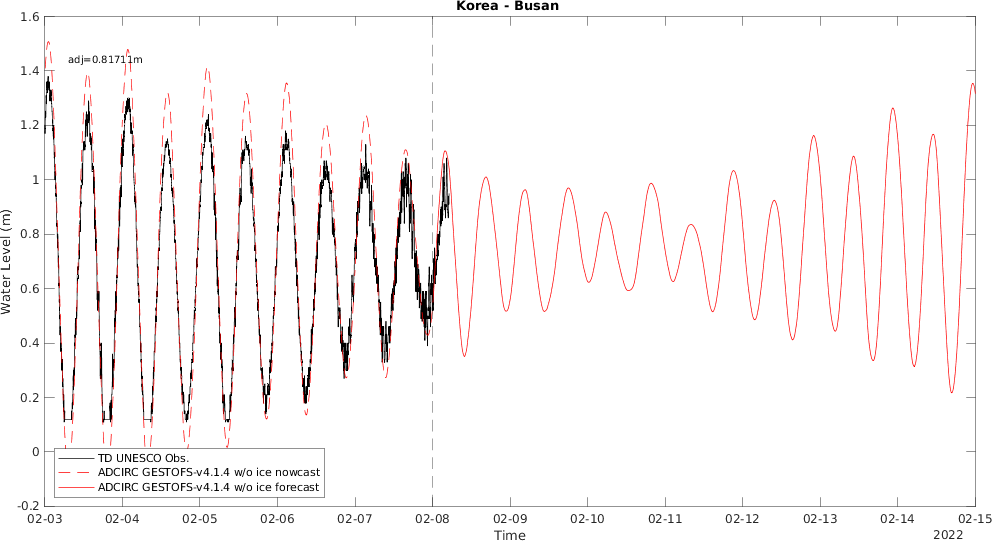 Korea - Busan
1.6
1.4
1.2
1
0.8
0.6
0.4
0.2
0
-0.2
Water Level (m)
adj=0.81711m
TD UNESCO Obs.
ADCIRC GESTOFS-v4.1.4 w/o ice nowcast
ADCIRC GESTOFS-v4.1.4 w/o ice forecast
02-03 02-04 02-05 02-06 02-07 02-08 02-09 02-10 02-11 02-12 02-13 02-14 02-15
Time
2022